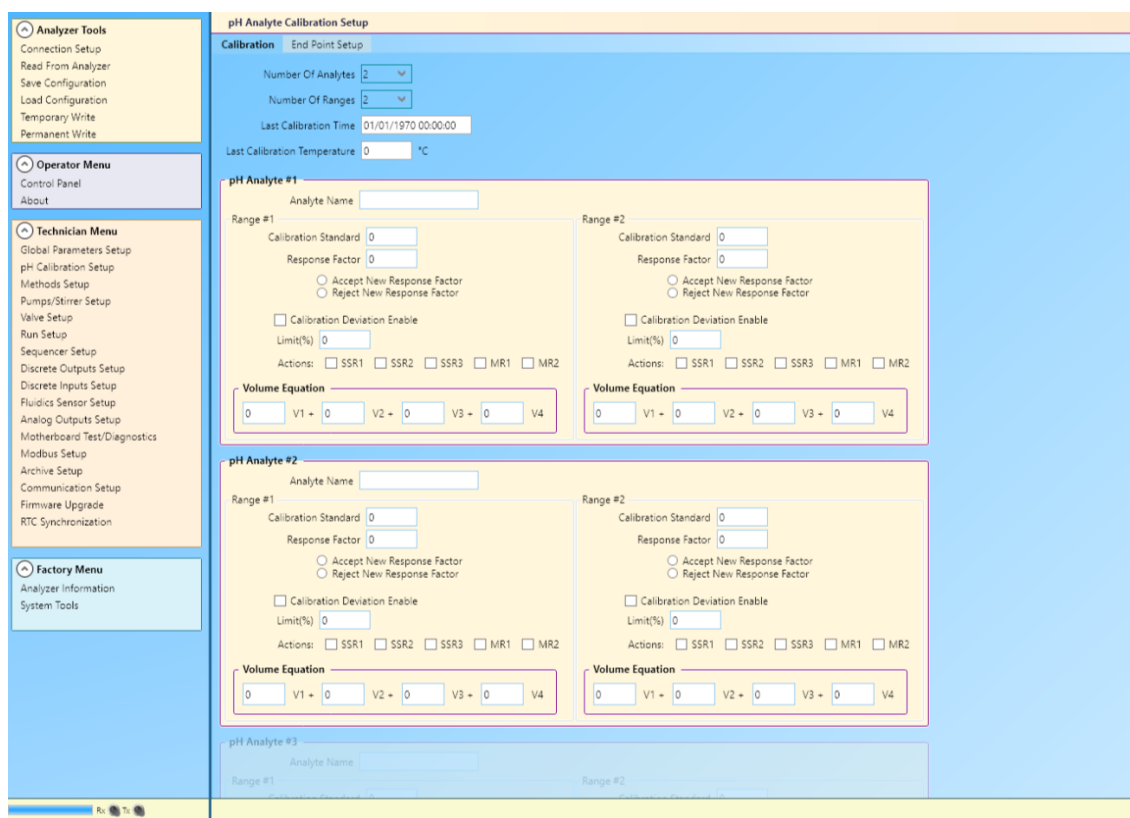 Analyzer Tools
Connection Setup
Read From Analyzer
Save Configuration
Load Configuration
Temporary Write
Permanent Write
Operator Menu
Control Panel
About
Technician Menu
Global Parameters Setup
pH Calibration Setup
Methods Setup
Pumps/Stirrer Setup
Valve Setup
Run Setup
Sequencer Setup
Discrete Outputs Setup
Discrete Inputs Setup
Fluidics Sensor Setup
Analog Outputs Setup
Motherboard Test/Diagnostics
Modbus Setup
Archive Setup
Communication Setup
Firmware Upgrade
RTC Synchronization
Factory Menu
Analyzer Information
System Tools
Rx Tx
pH Analyte Calibration Setup
Calibration End Point Setup
Number Of Analytes 2
Number Of Ranges 2
Last Calibration Time 01/01/1970 00:00:00
Last Calibration Temperature 0 °C
pH Analyte #1
Analyte Name
Range #1
Calibration Standard 0
Response Factor 0
Accept New Response Factor
Reject New Response Factor
Calibration Deviation Enable
Limit(%) 0
Actions: SSR1 SSR2 SSR3 MR1 MR2
Volume Equation
0 V1 + 0 V2 + 0 V3 + 0 V4
Range #2
Calibration Standard 0
Response Factor 0
Accept New Response Factor
Reject New Response Factor
Calibration Deviation Enable
Limit(%) 0
Actions: SSR1 SSR2 SSR3 MR1 MR2
Volume Equation
0 V1 + 0 V2 + 0 V3 + 0 V4
pH Analyte #2
Analyte Name
Range #1
Calibration Standard 0
Response Factor 0
Accept New Response Factor
Reject New Response Factor
Calibration Deviation Enable
Limit(%) 0
Actions: SSR1 SSR2 SSR3 MR1 MR2
Volume Equation
0 V1 + 0 V2 + 0 V3 + 0 V4
Range #2
Calibration Standard 0
Response Factor 0
Accept New Response Factor
Reject New Response Factor
Calibration Deviation Enable
Limit(%) 0
Actions: SSR1 SSR2 SSR3 MR1 MR2
Volume Equation
0 V1 + 0 V2 + 0 V3 + 0 V4
pH Analyte #3
Analyte Name
Range #1
Range #2